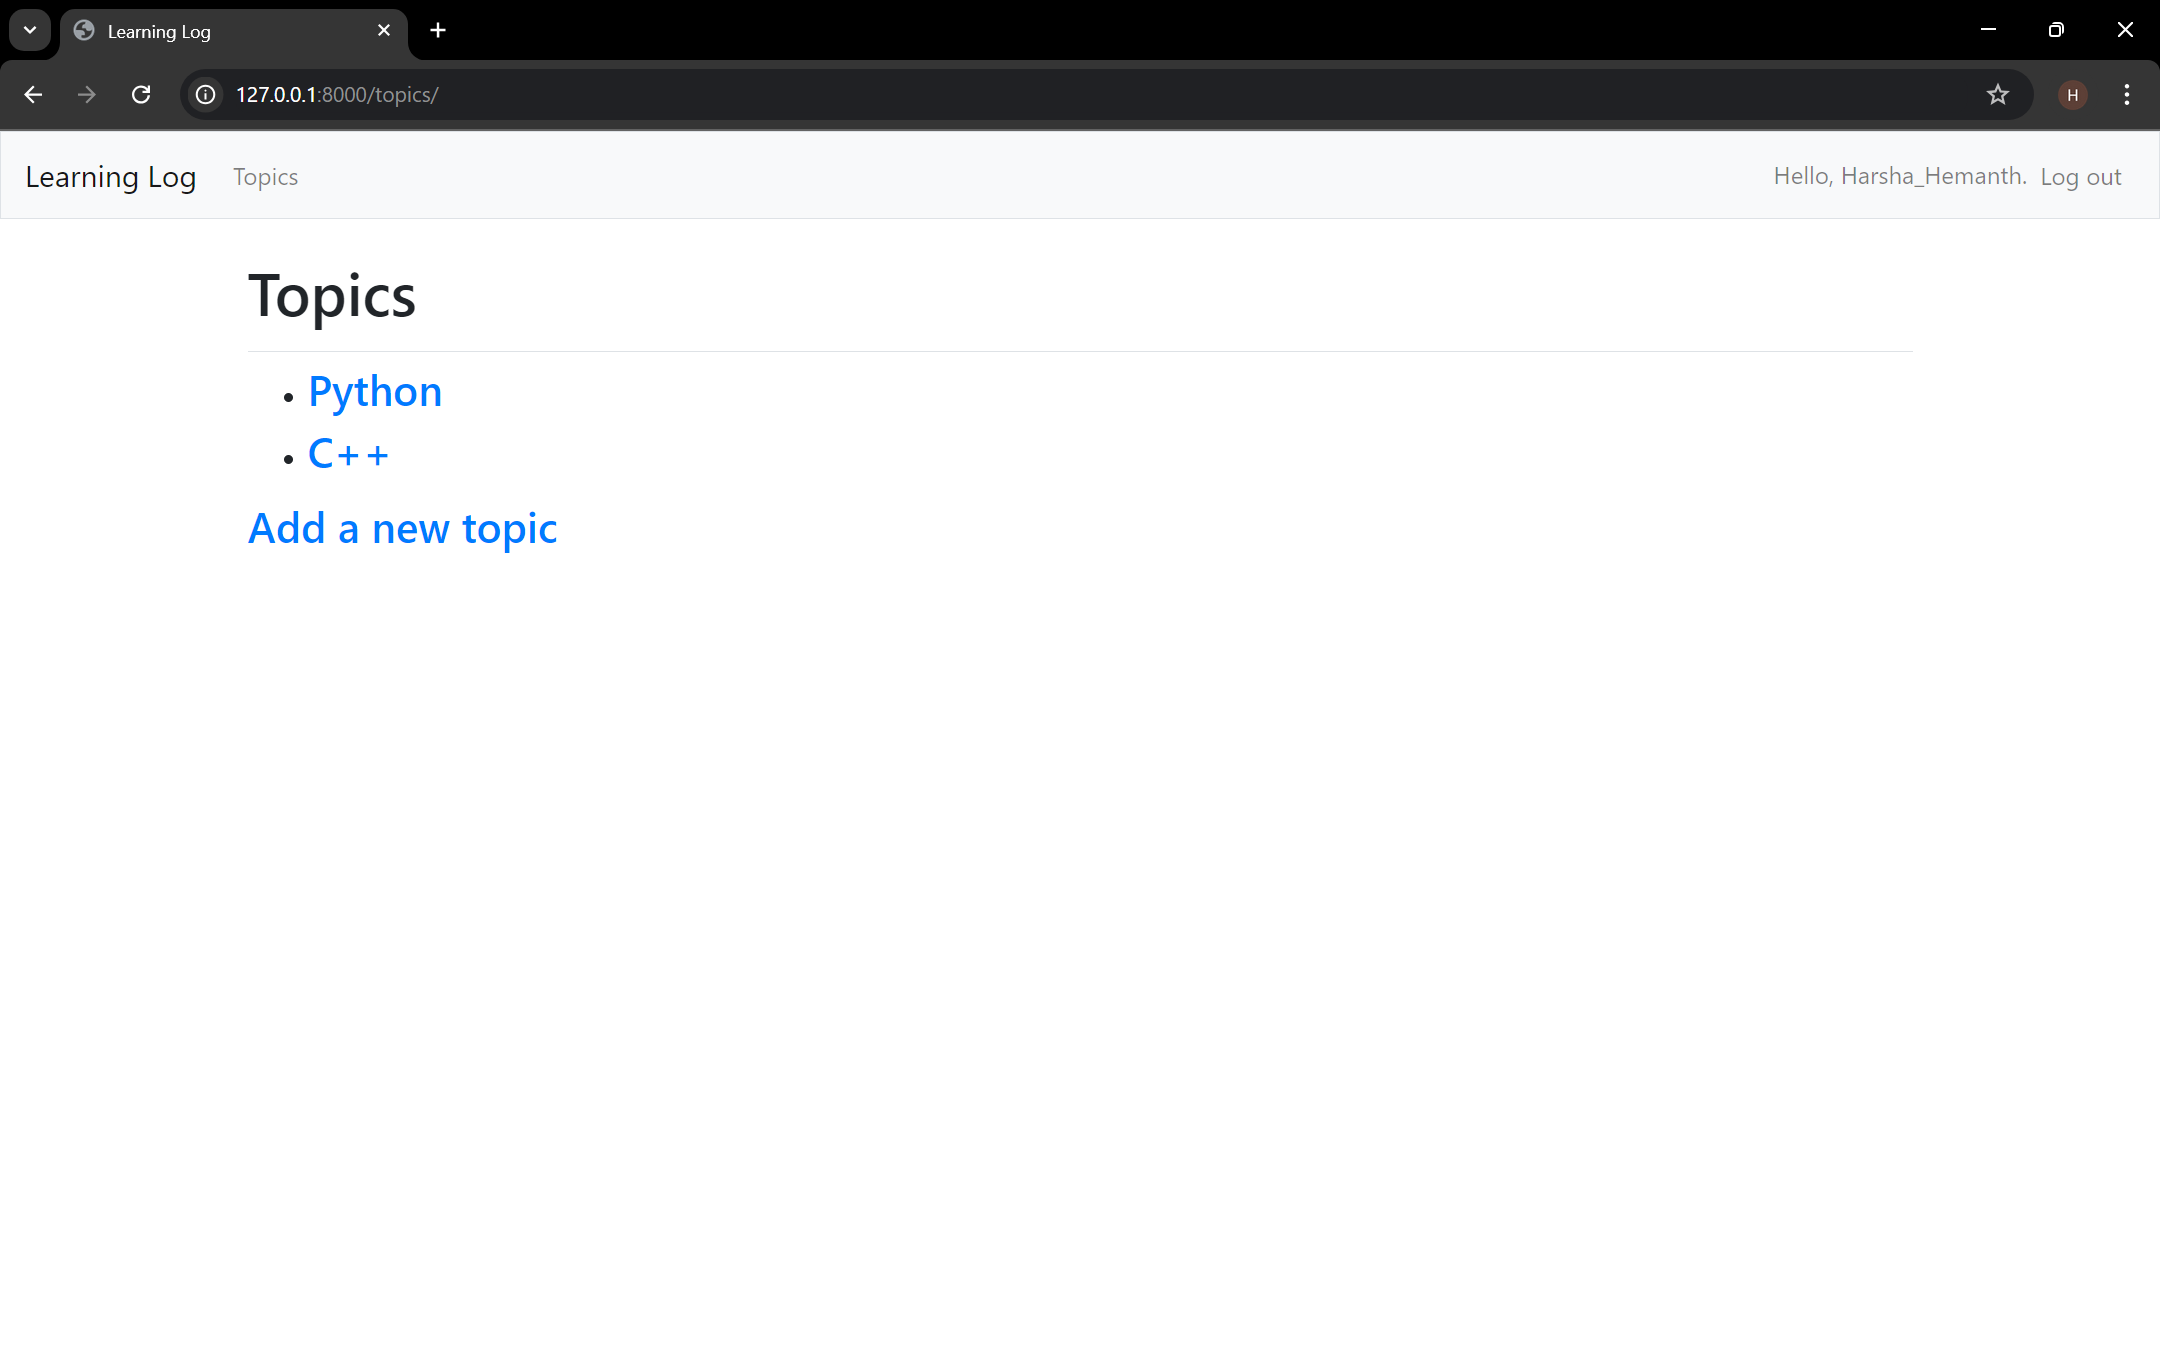 Learning Log
127.0.0.1:8000/topics/
H
Learning Log Topics Hello, Harsha_Hemanth. Log out
Topics
Python
C++
Add a new topic